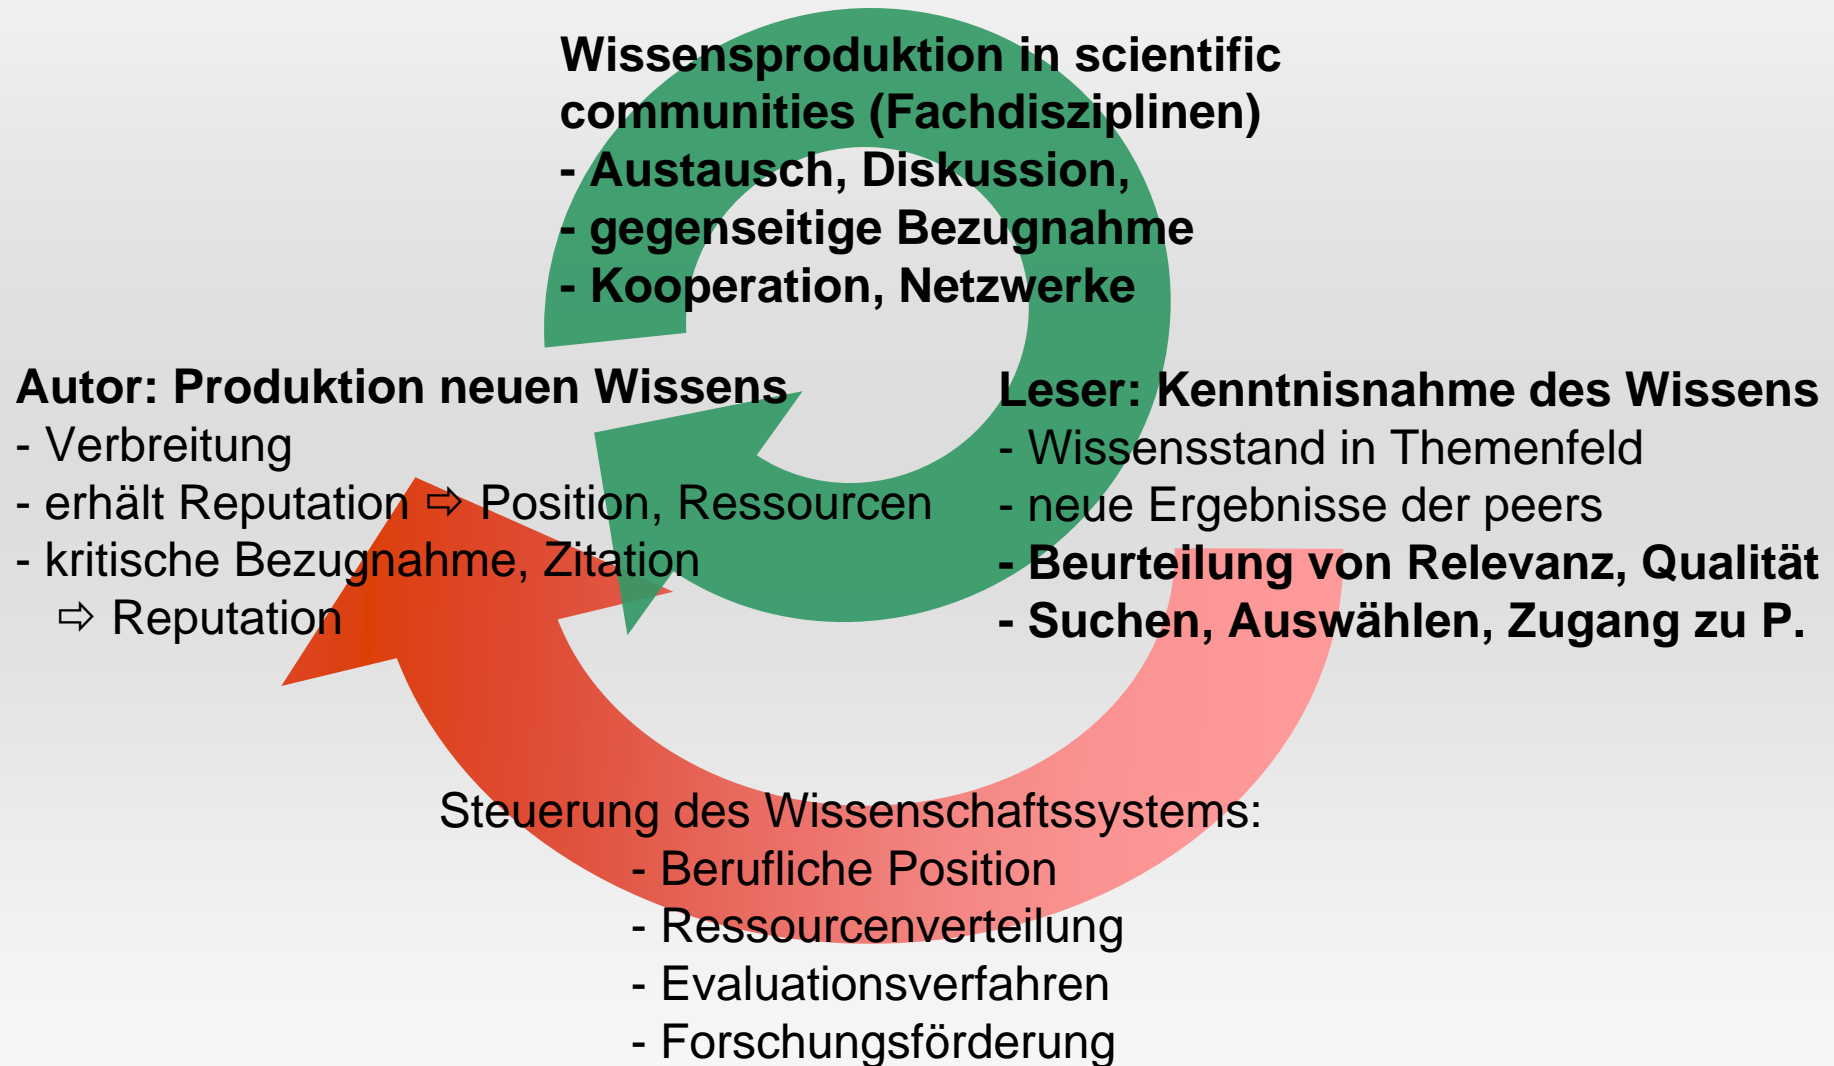 Wissensproduktion in scientific
communities (Fachdisziplinen)
- Austausch, Diskussion,
- gegenseitige Bezugnahme
- Kooperation, Netzwerke
Autor: Produktion neuen Wissens
- Verbreitung
- erhält Reputation ⇨ Position, Ressourcen
- kritische Bezugnahme, Zitation
⇨ Reputation
Leser: Kenntnisnahme des Wissens
- Wissensstand in Themenfeld
- neue Ergebnisse der peers
- Beurteilung von Relevanz, Qualität
- Suchen, Auswählen, Zugang zu P.
Steuerung des Wissenschaftssystems:
- Berufliche Position
- Ressourcenverteilung
- Evaluationsverfahren
- Forschungsförderung